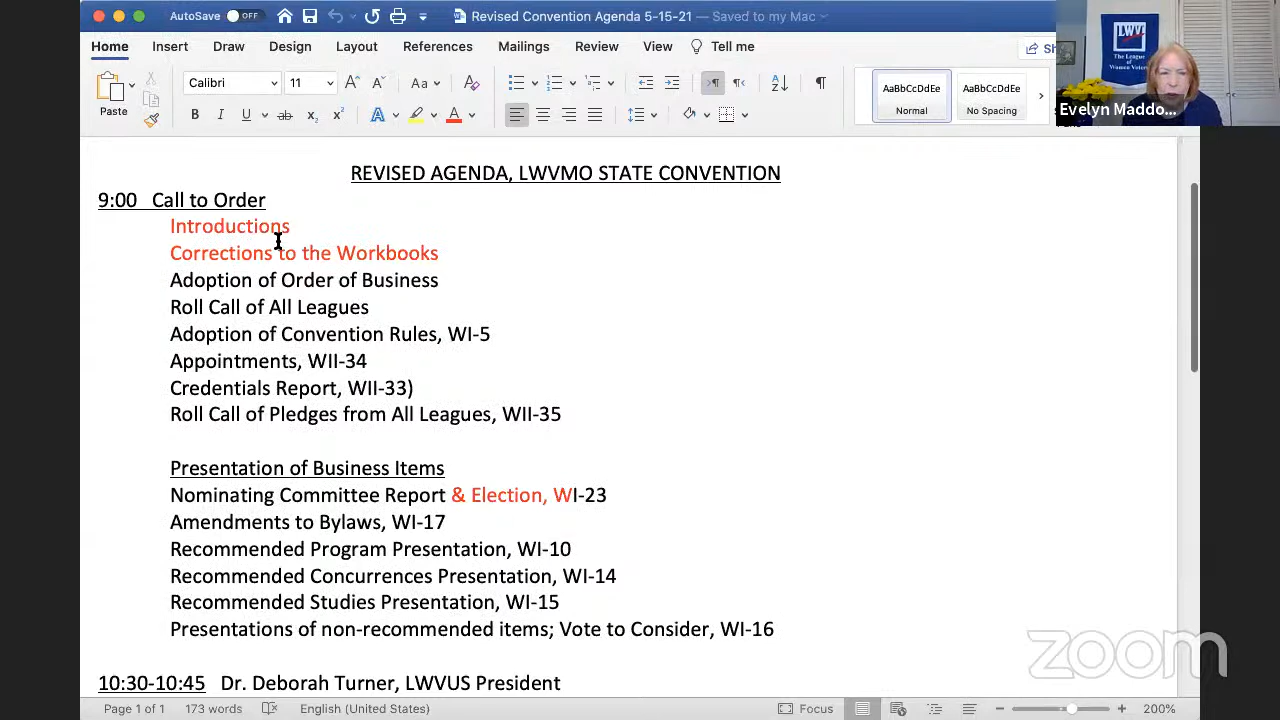 AutoSave OFF
Revised Convention Agenda 5-15-21 — Saved to my Mac
Home Insert Draw Design Layout References Mailings Review View Tell me
Paste
Calibri 11
AaBbCcDdEe AaBbCcDdEe
Normal No Spacing
LWV
The League
of
Women Voters
Evelyn Maddo...
REVISED AGENDA, LWVMO STATE CONVENTION
9:00 Call to Order
Introductions
Corrections to the Workbooks
Adoption of Order of Business
Roll Call of All Leagues
Adoption of Convention Rules, WI-5
Appointments, WII-34
Credentials Report, WII-33)
Roll Call of Pledges from All Leagues, WII-35
Presentation of Business Items
Nominating Committee Report & Election, WI-23
Amendments to Bylaws, WI-17
Recommended Program Presentation, WI-10
Recommended Concurrences Presentation, WI-14
Recommended Studies Presentation, WI-15
Presentations of non-recommended items; Vote to Consider, WI-16
10:30-10:45 Dr. Deborah Turner, LWVUS President
zoom
Page 1 of 1 173 words English (United States) Focus 200%